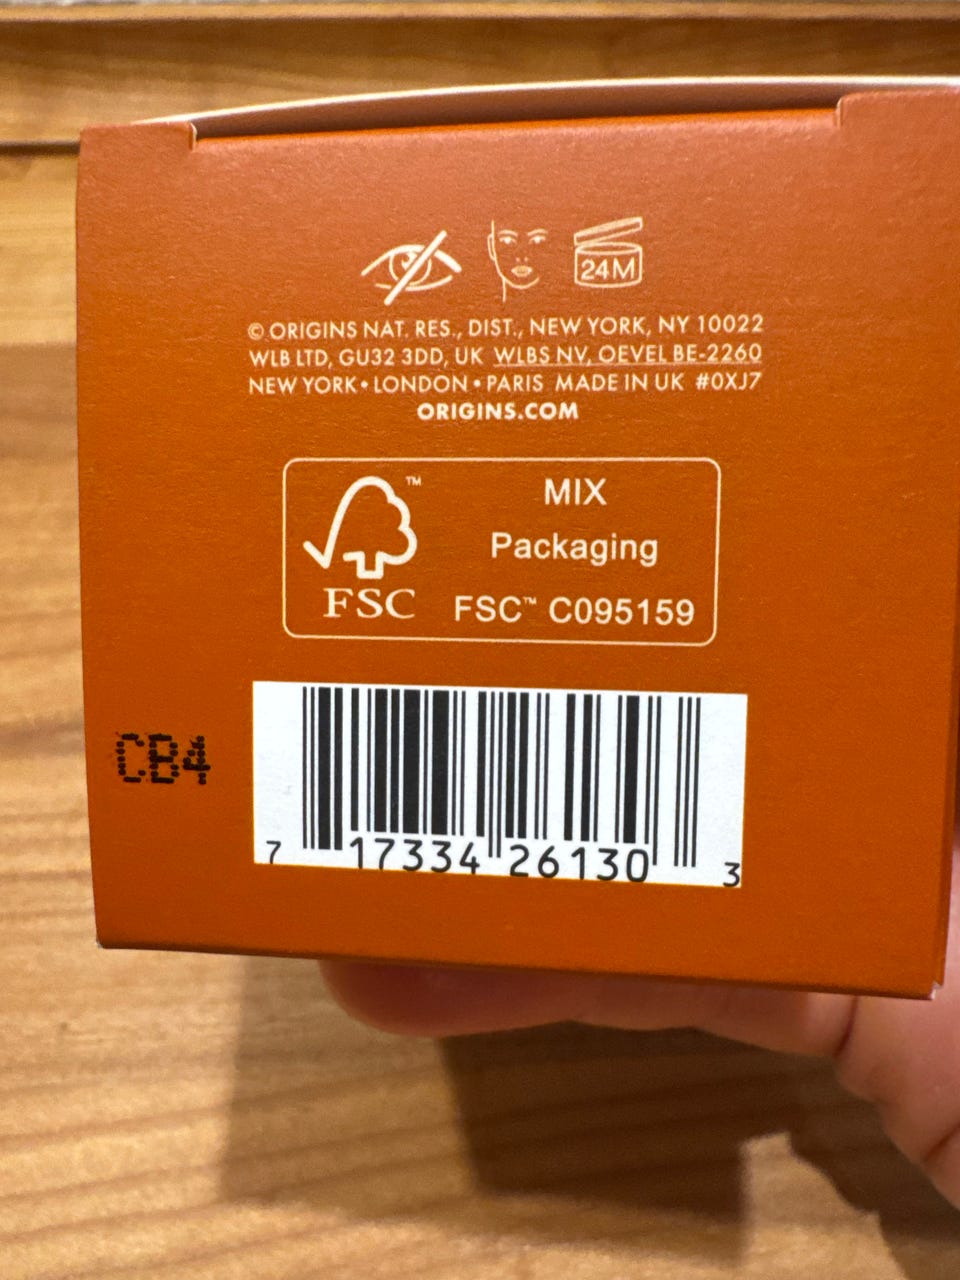 24M
© ORIGINS NAT. RES., DIST., NEW YORK, NY 10022
WLB LTD, GU32 3DD, UK WLBS NV, OEVEL BE-2260
NEW YORK • LONDON • PARIS MADE IN UK #0XJ7
ORIGINS.COM
™
MIX
Packaging
FSC
FSC™ C095159
CB4
7 17334 26130 3